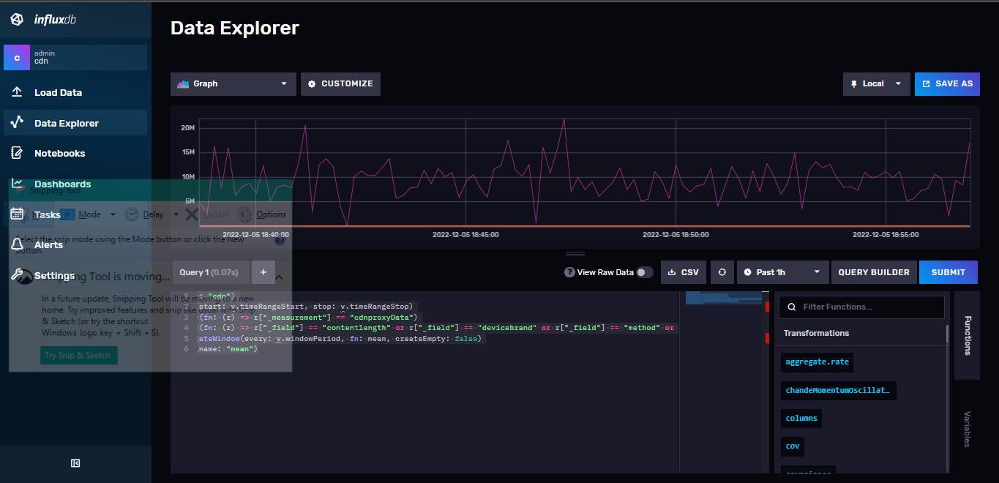 influxdb
Data Explorer
c
admin
cdn
Load Data
Data Explorer
Notebooks
Dashboards
Tasks
Alerts
Settings
Snipping Tool
Mode
Delay
Cancel
Options
Select the snip mode using the Mode button or click the New
button.
Snipping Tool is moving...
In a future update, Snipping Tool will be moving to a new
home. Try improved features and snip like usual with Snip
& Sketch (or try the shortcut
Windows logo key + Shift + S).
Try Snip & Sketch
Graph
CUSTOMIZE
Local
SAVE AS
20M
15M
10M
5M
2022-12-05 18:40:00
2022-12-05 18:45:00
2022-12-05 18:50:00
2022-12-05 18:55:00
Query 1 (0.07s)
+
? View Raw Data
CSV
Past 1h
QUERY BUILDER
SUBMIT
1 : "cdn")
2 start: v.timeRangeStart, stop: v.timeRangeStop)
3 (fn: (r) => r["_measurement"] == "cdnproxyData")
4 (fn: (r) => r["_field"] == "contentlength" or r["_field"] == "devicebrand" or r["_field"] == "method" or
5 ateWindow(every: v.windowPeriod, fn: mean, createEmpty: false)
6 name: "mean")
Filter Functions...
Transformations
aggregate.rate
chandeMomentumOscillat…
columns
cov
Functions
Variables